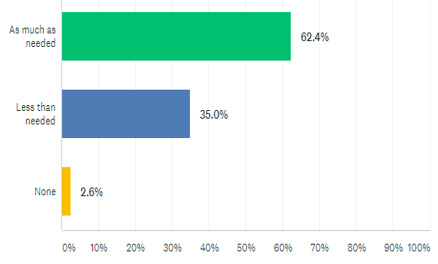 As much as
needed
62.4%
Less than
needed
35.0%
None
2.6%
0% 10% 20% 30% 40% 50% 60% 70% 80% 90% 100%